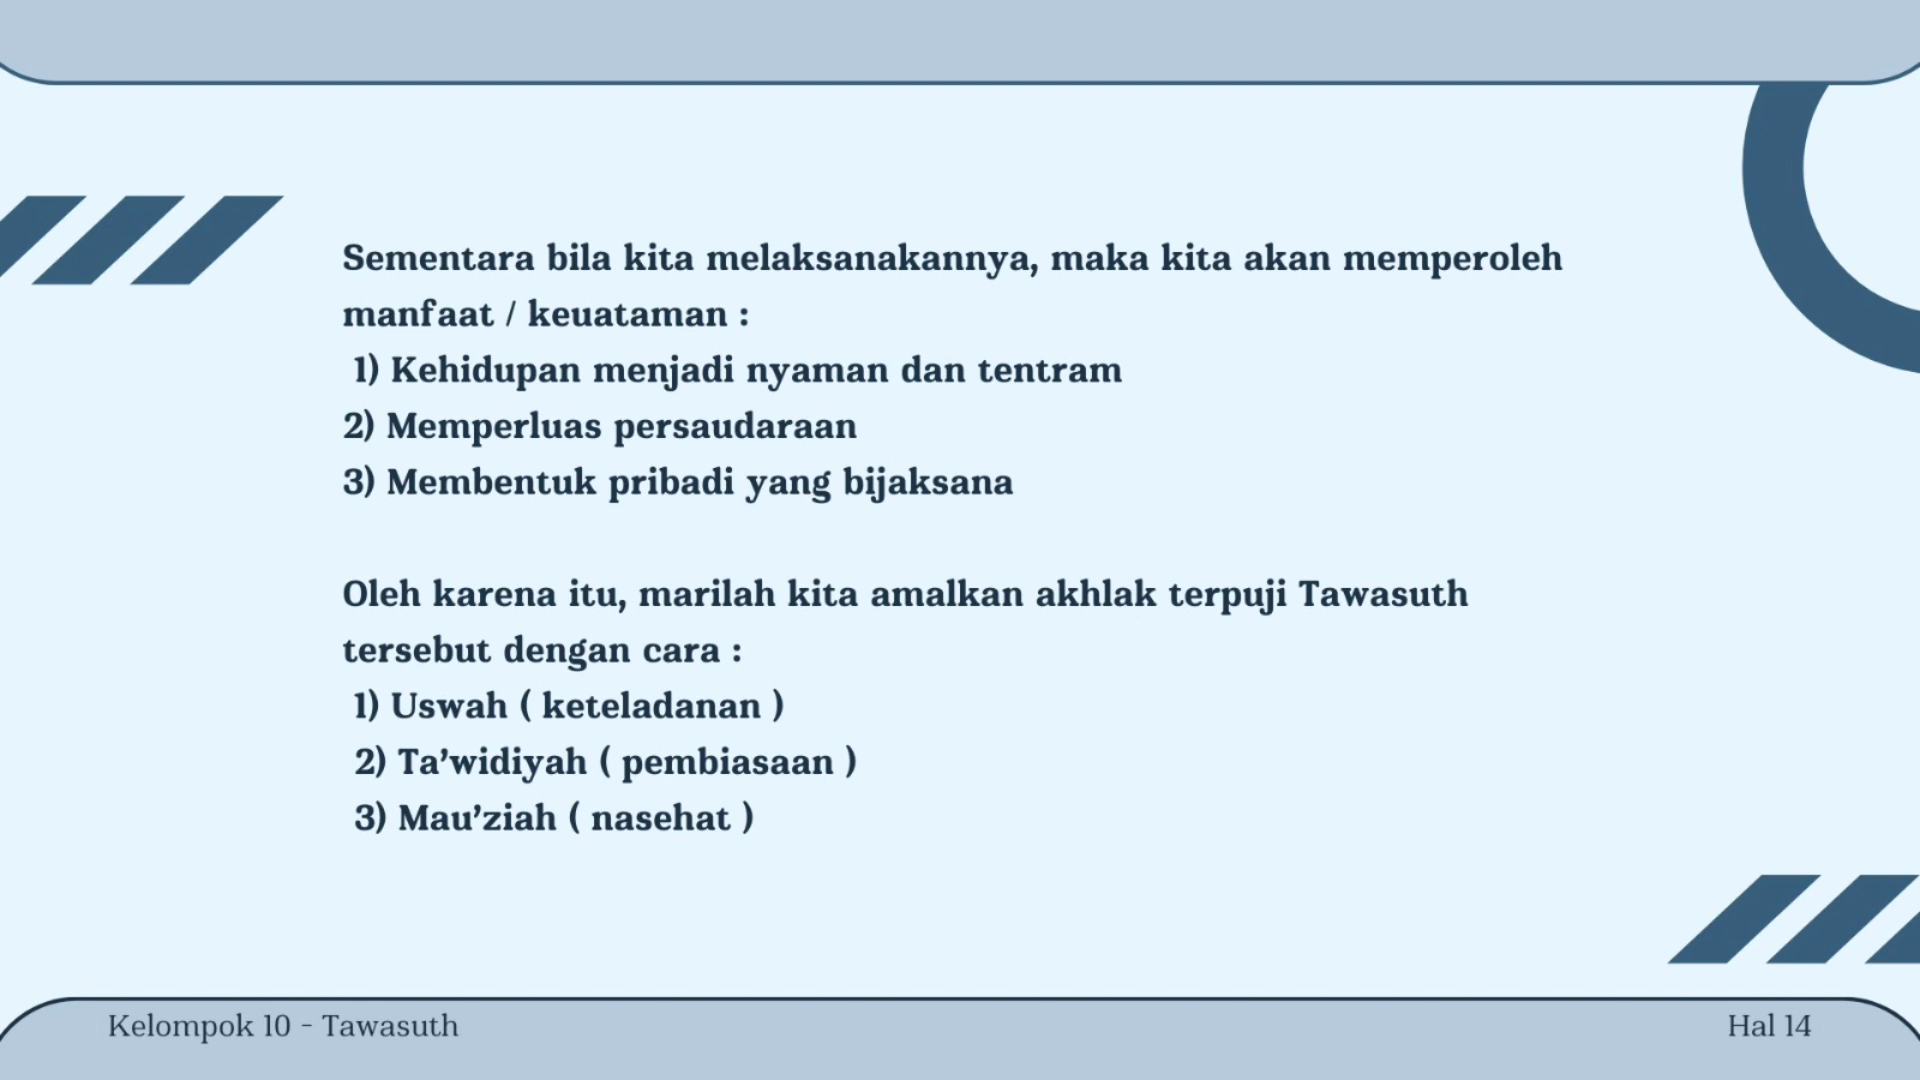 Sementara bila kita melaksanakannya, maka kita akan memperoleh
manfaat / keuataman :
1) Kehidupan menjadi nyaman dan tentram
2) Memperluas persaudaraan
3) Membentuk pribadi yang bijaksana
Oleh karena itu, marilah kita amalkan akhlak terpuji Tawasuth
tersebut dengan cara :
1) Uswah ( keteladanan )
2) Ta’widiyah ( pembiasaan )
3) Mau’ziah ( nasehat )
Kelompok 10 - Tawasuth
Hal 14